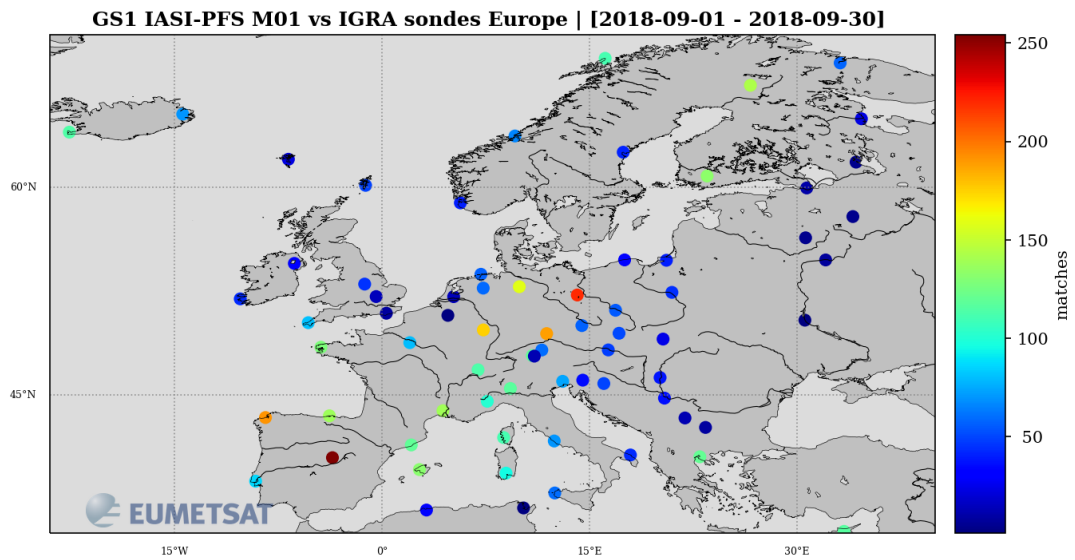 GS1 IASI-PFS M01 vs IGRA sondes Europe | [2018-09-01 - 2018-09-30]
250
200
150
100
50
matches
60°N
45°N
EUMETSAT
15°W
0°
15°E
30°E